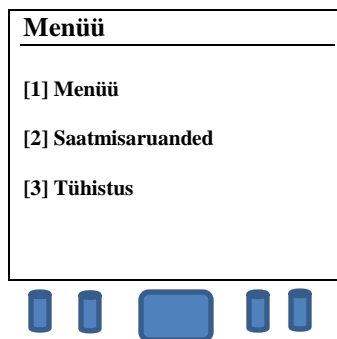 Menüü
[1] Menüü
[2] Saatmisaruanded
[3] Tühistus